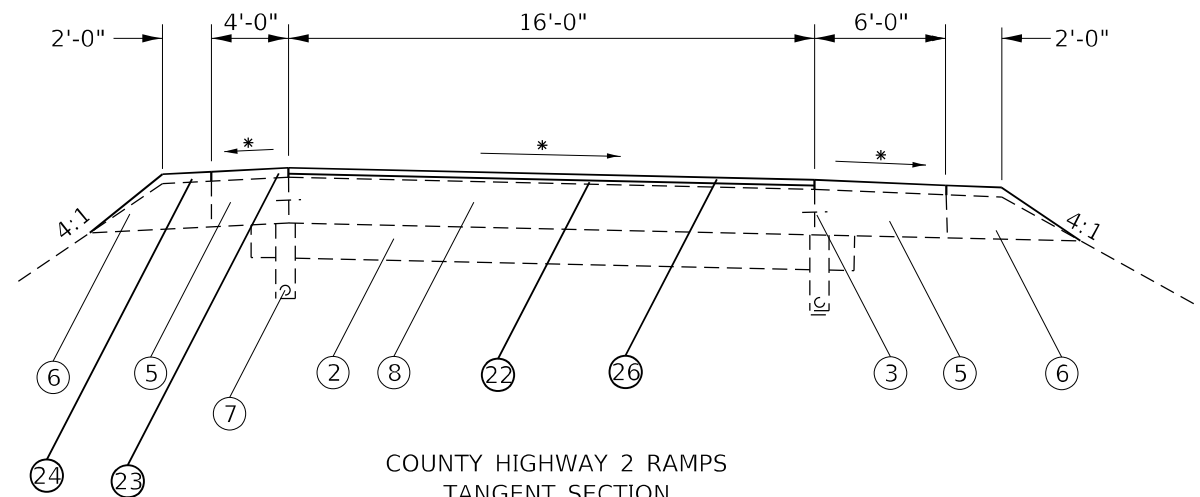 2'-0" 4'-0" 16'-0" 6'-0" 2'-0"
* * *
4:1 4:1
6 5 7 2 8 22 26 3 5 6
24 23
COUNTY HIGHWAY 2 RAMPS
TANGENT SECTION